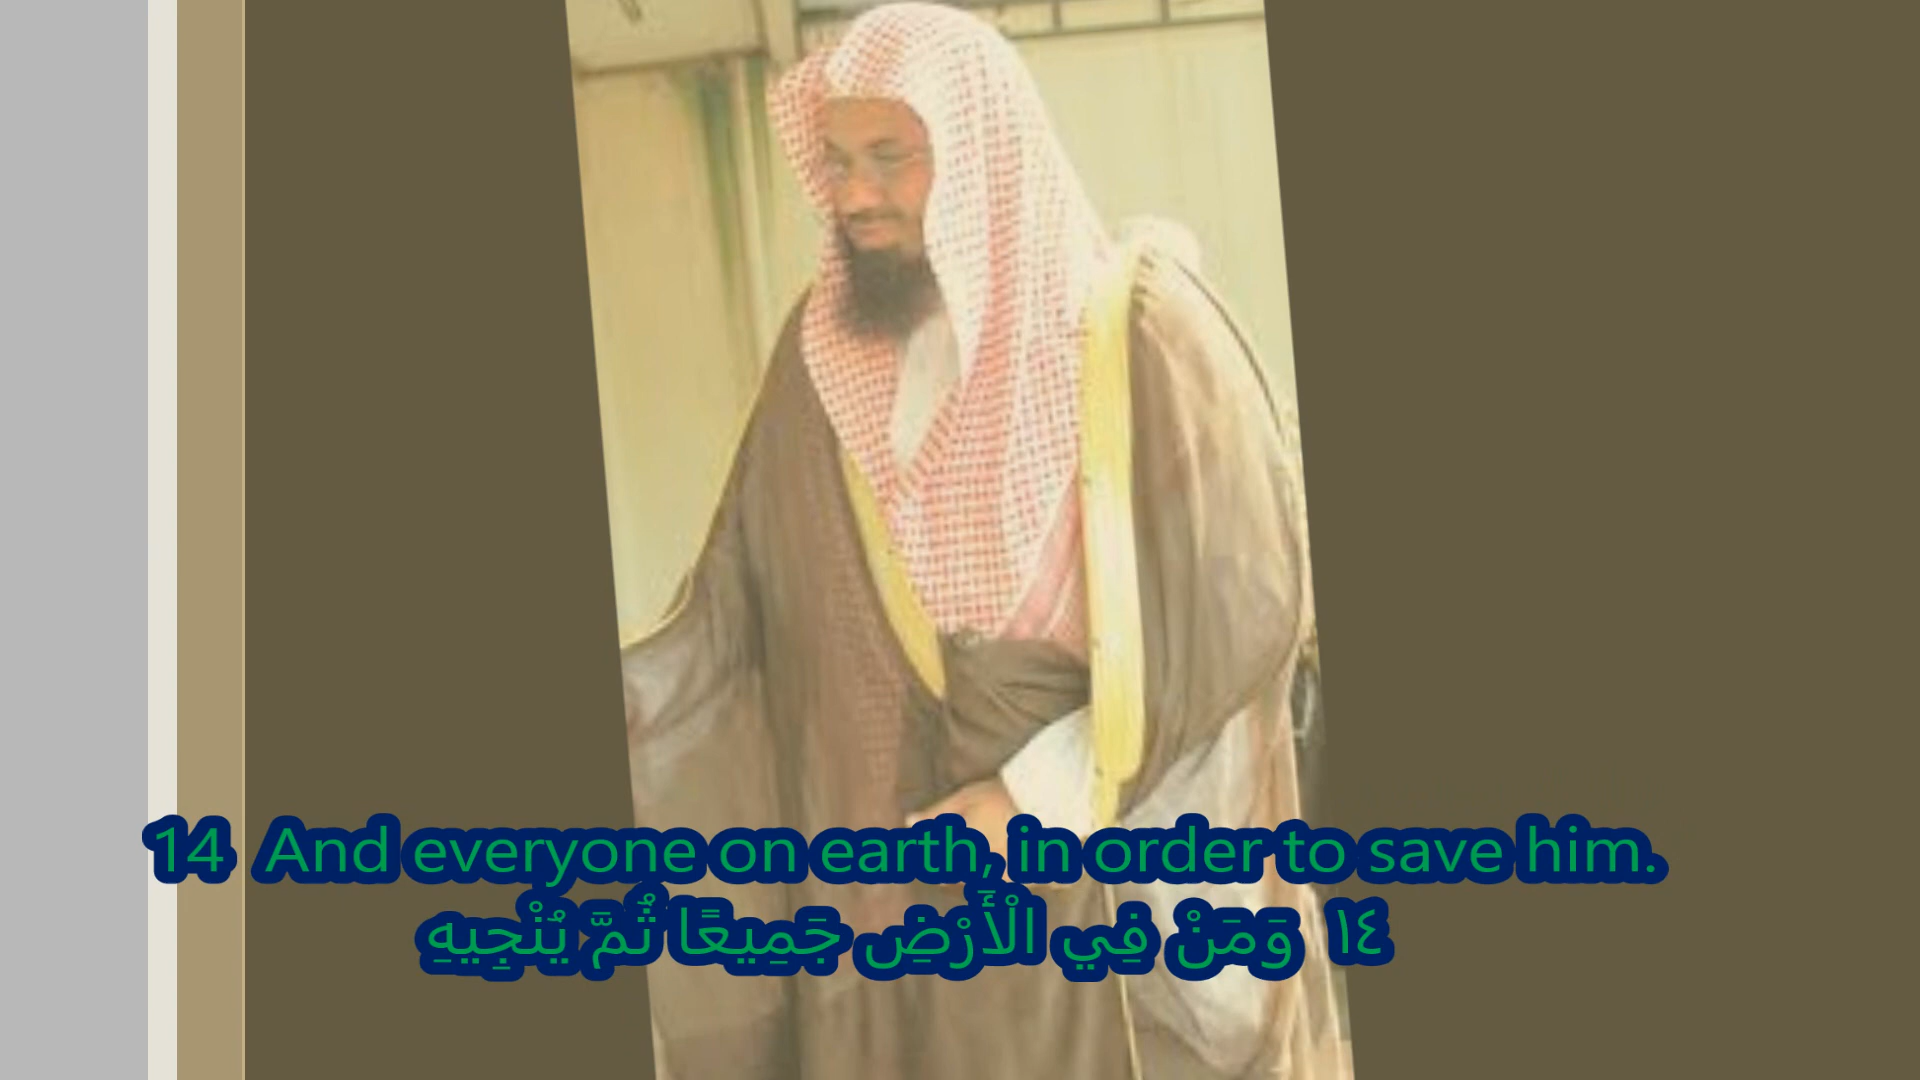 14 And everyone on earth, in order to save him.
١٤ وَمَنْ فِي الْأَرْضِ جَمِيعًا ثُمَّ يُنْجِيهِ